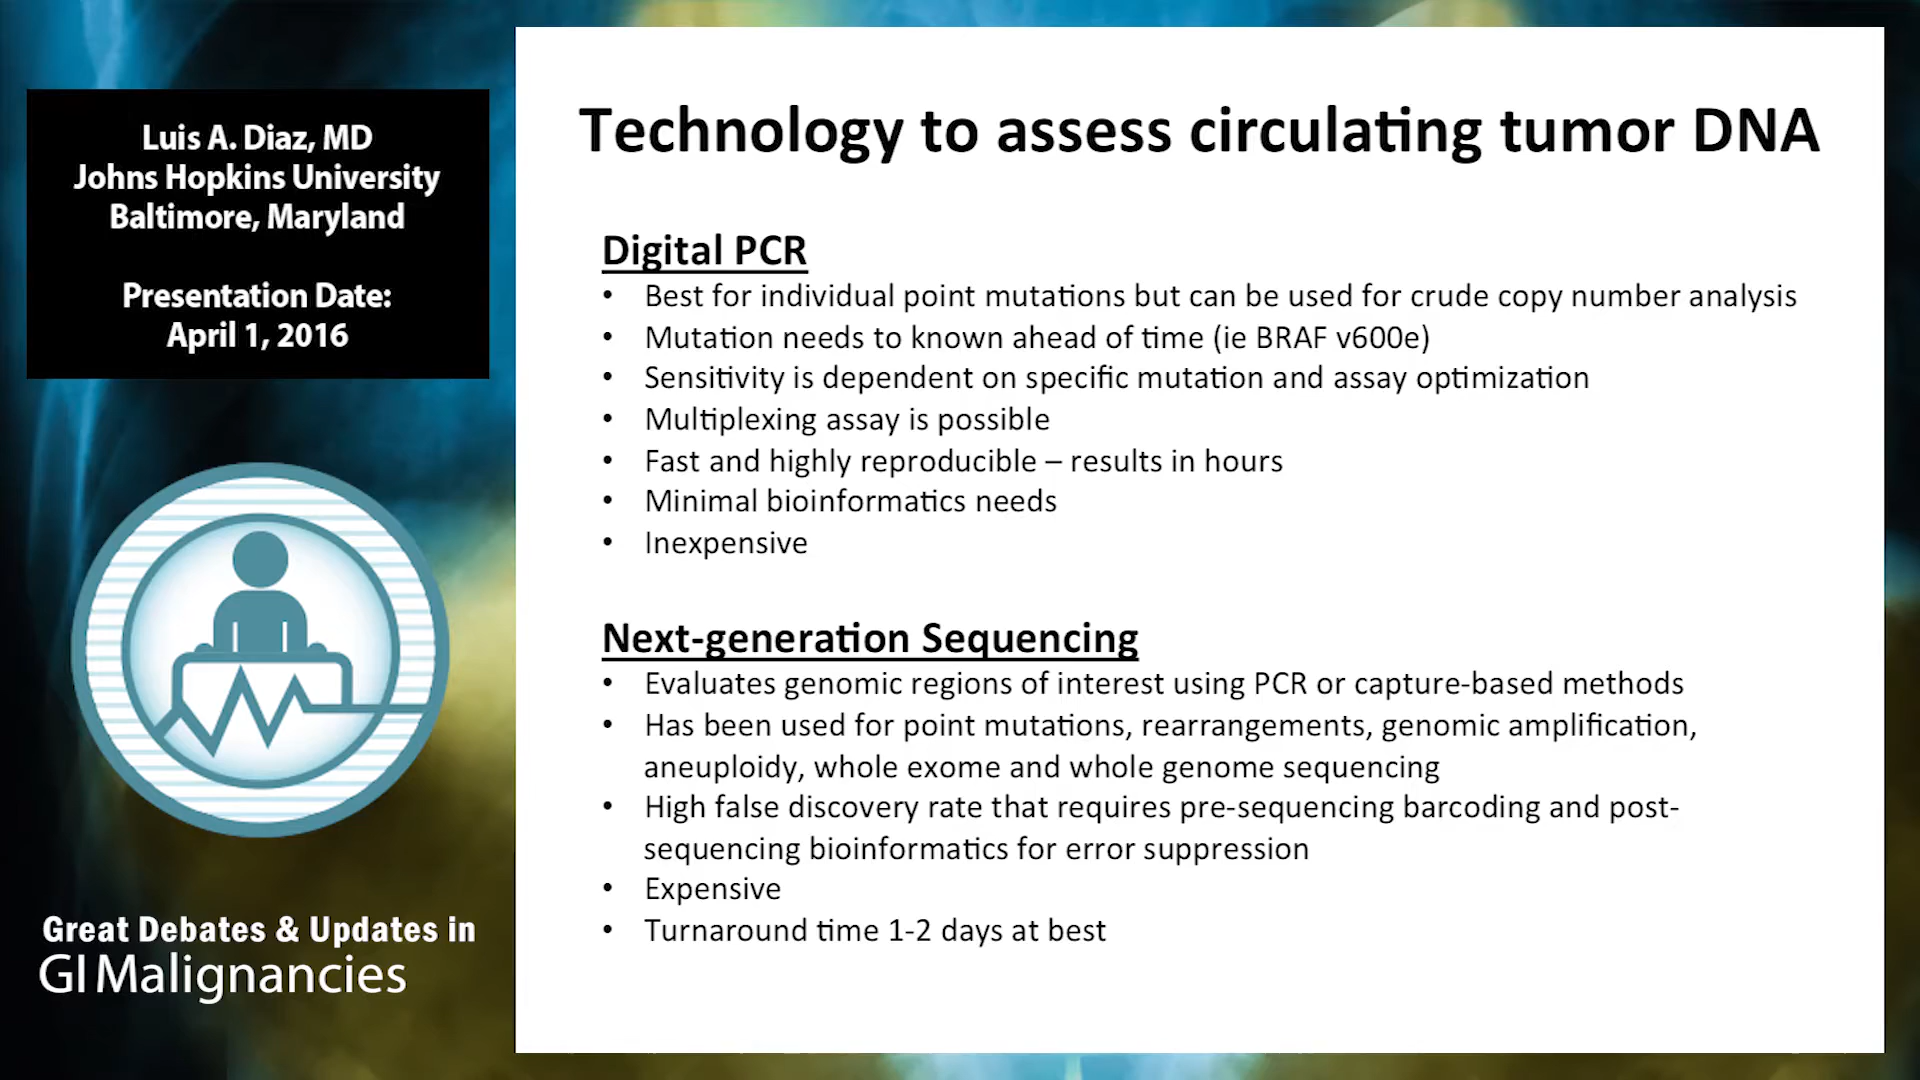 Luis A. Diaz, MD
Johns Hopkins University
Baltimore, Maryland
Presentation Date:
April 1, 2016
Great Debates & Updates in
GI Malignancies
Technology to assess circulating tumor DNA
Digital PCR
• Best for individual point mutations but can be used for crude copy number analysis
• Mutation needs to known ahead of time (ie BRAF v600e)
• Sensitivity is dependent on specific mutation and assay optimization
• Multiplexing assay is possible
• Fast and highly reproducible – results in hours
• Minimal bioinformatics needs
• Inexpensive
Next-generation Sequencing
• Evaluates genomic regions of interest using PCR or capture-based methods
• Has been used for point mutations, rearrangements, genomic amplification,
aneuploidy, whole exome and whole genome sequencing
• High false discovery rate that requires pre-sequencing barcoding and post-
sequencing bioinformatics for error suppression
• Expensive
• Turnaround time 1-2 days at best